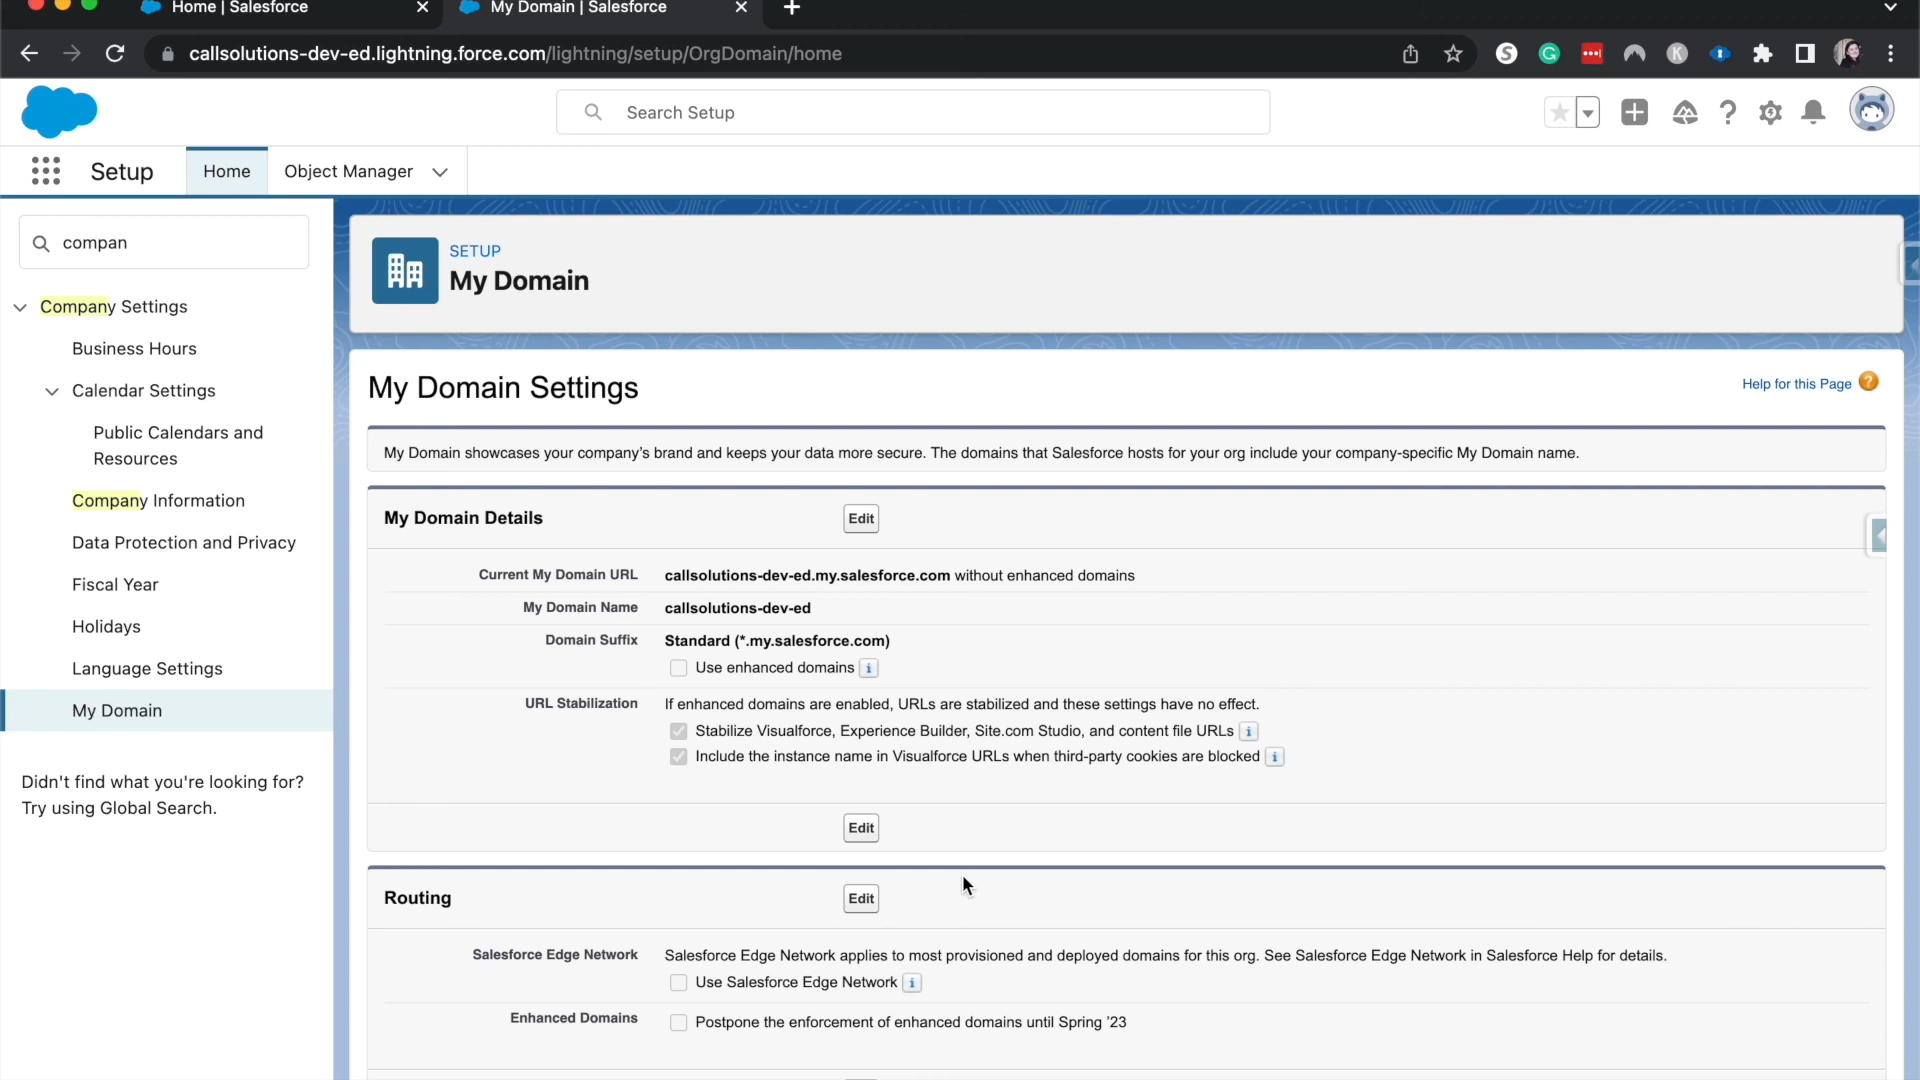 Home | Salesforce
My Domain | Salesforce
callsolutions-dev-ed.lightning.force.com/lightning/setup/OrgDomain/home
S
G
K
Search Setup
Setup
Home
Object Manager
compan
Company Settings
Business Hours
Calendar Settings
Public Calendars and
Resources
Company Information
Data Protection and Privacy
Fiscal Year
Holidays
Language Settings
My Domain
Didn't find what you're looking for?
Try using Global Search.
SETUP
My Domain
My Domain Settings
Help for this Page ?
My Domain showcases your company's brand and keeps your data more secure. The domains that Salesforce hosts for your org include your company-specific My Domain name.
My Domain Details
Edit
Current My Domain URL callsolutions-dev-ed.my.salesforce.com without enhanced domains
My Domain Name callsolutions-dev-ed
Domain Suffix Standard (*.my.salesforce.com)
Use enhanced domains i
URL Stabilization If enhanced domains are enabled, URLs are stabilized and these settings have no effect.
Stabilize Visualforce, Experience Builder, Site.com Studio, and content file URLs i
Include the instance name in Visualforce URLs when third-party cookies are blocked i
Edit
Routing
Edit
Salesforce Edge Network Salesforce Edge Network applies to most provisioned and deployed domains for this org. See Salesforce Edge Network in Salesforce Help for details.
Use Salesforce Edge Network i
Enhanced Domains Postpone the enforcement of enhanced domains until Spring '23